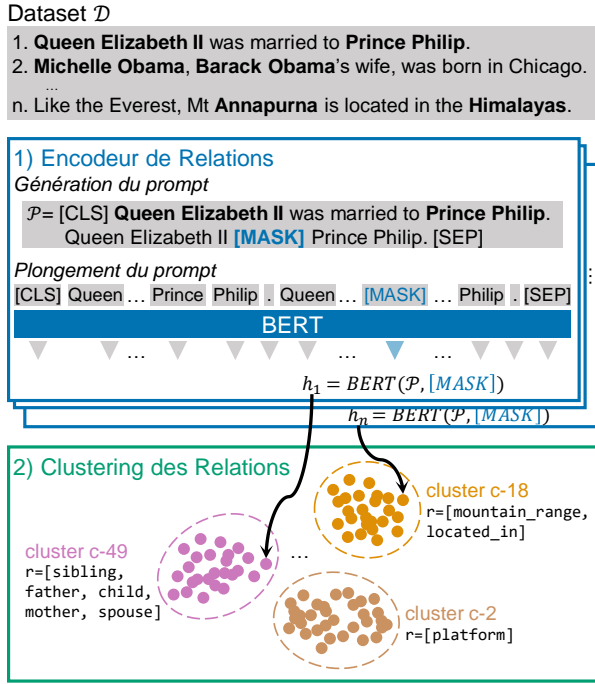 Dataset 𝒟
1. Queen Elizabeth II was married to Prince Philip.
2. Michelle Obama, Barack Obama's wife, was born in Chicago.
...
n. Like the Everest, Mt Annapurna is located in the Himalayas.
1) Encodeur de Relations
Génération du prompt
𝒫= [CLS] Queen Elizabeth II was married to Prince Philip.
Queen Elizabeth II [MASK] Prince Philip. [SEP]
Plongement du prompt
[CLS] Queen ... Prince Philip . Queen ... [MASK] ... Philip . [SEP]
BERT
... ... ...
h₁ = BERT(𝒫, [MASK])
hₙ = BERT(𝒫, [MASK])
⋮
2) Clustering des Relations
cluster c-18
r=[mountain_range,
located_in]
cluster c-49
r=[sibling,
father, child,
mother, spouse]
...
cluster c-2
r=[platform]